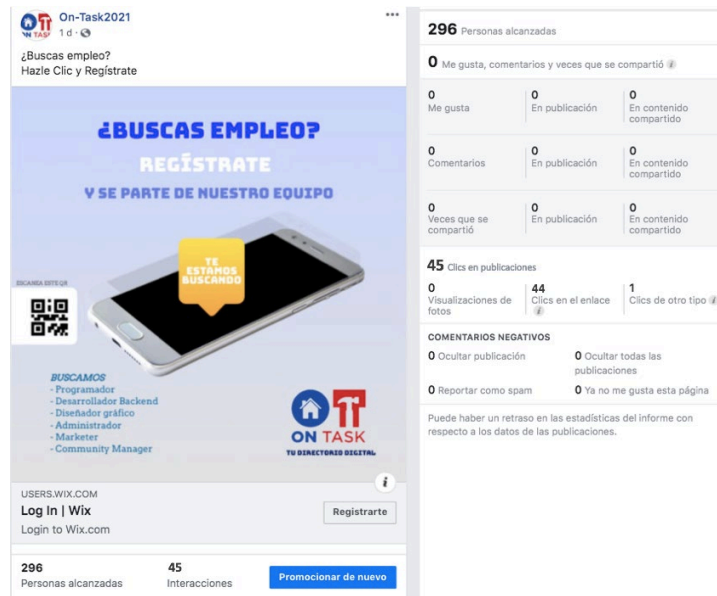 On-Task2021
1 d ·
¿Buscas empleo?
Hazle Clic y Regístrate
¿BUSCAS EMPLEO?
REGÍSTRATE
Y SE PARTE DE NUESTRO EQUIPO
TE
ESTAMOS
BUSCANDO
ESCANEA ESTE QR
BUSCAMOS
- Programador
- Desarrollador Backend
- Diseñador gráfico
- Administrador
- Marketer
- Community Manager
ON TASK
TU DIRECTORIO DIGITAL
USERS.WIX.COM
Log In | Wix
Login to Wix.com
Registrarte
296
Personas alcanzadas
45
Interacciones
Promocionar de nuevo
296 Personas alcanzadas
0 Me gusta, comentarios y veces que se compartió
0
Me gusta
0
En publicación
0
En contenido
compartido
0
Comentarios
0
En publicación
0
En contenido
compartido
0
Veces que se
compartió
0
En publicación
0
En contenido
compartido
45 Clics en publicaciones
0
Visualizaciones de
fotos
44
Clics en el enlace
1
Clics de otro tipo
COMENTARIOS NEGATIVOS
0 Ocultar publicación
0 Ocultar todas las
publicaciones
0 Reportar como spam
0 Ya no me gusta esta página
Puede haber un retraso en las estadísticas del informe con
respecto a los datos de las publicaciones.